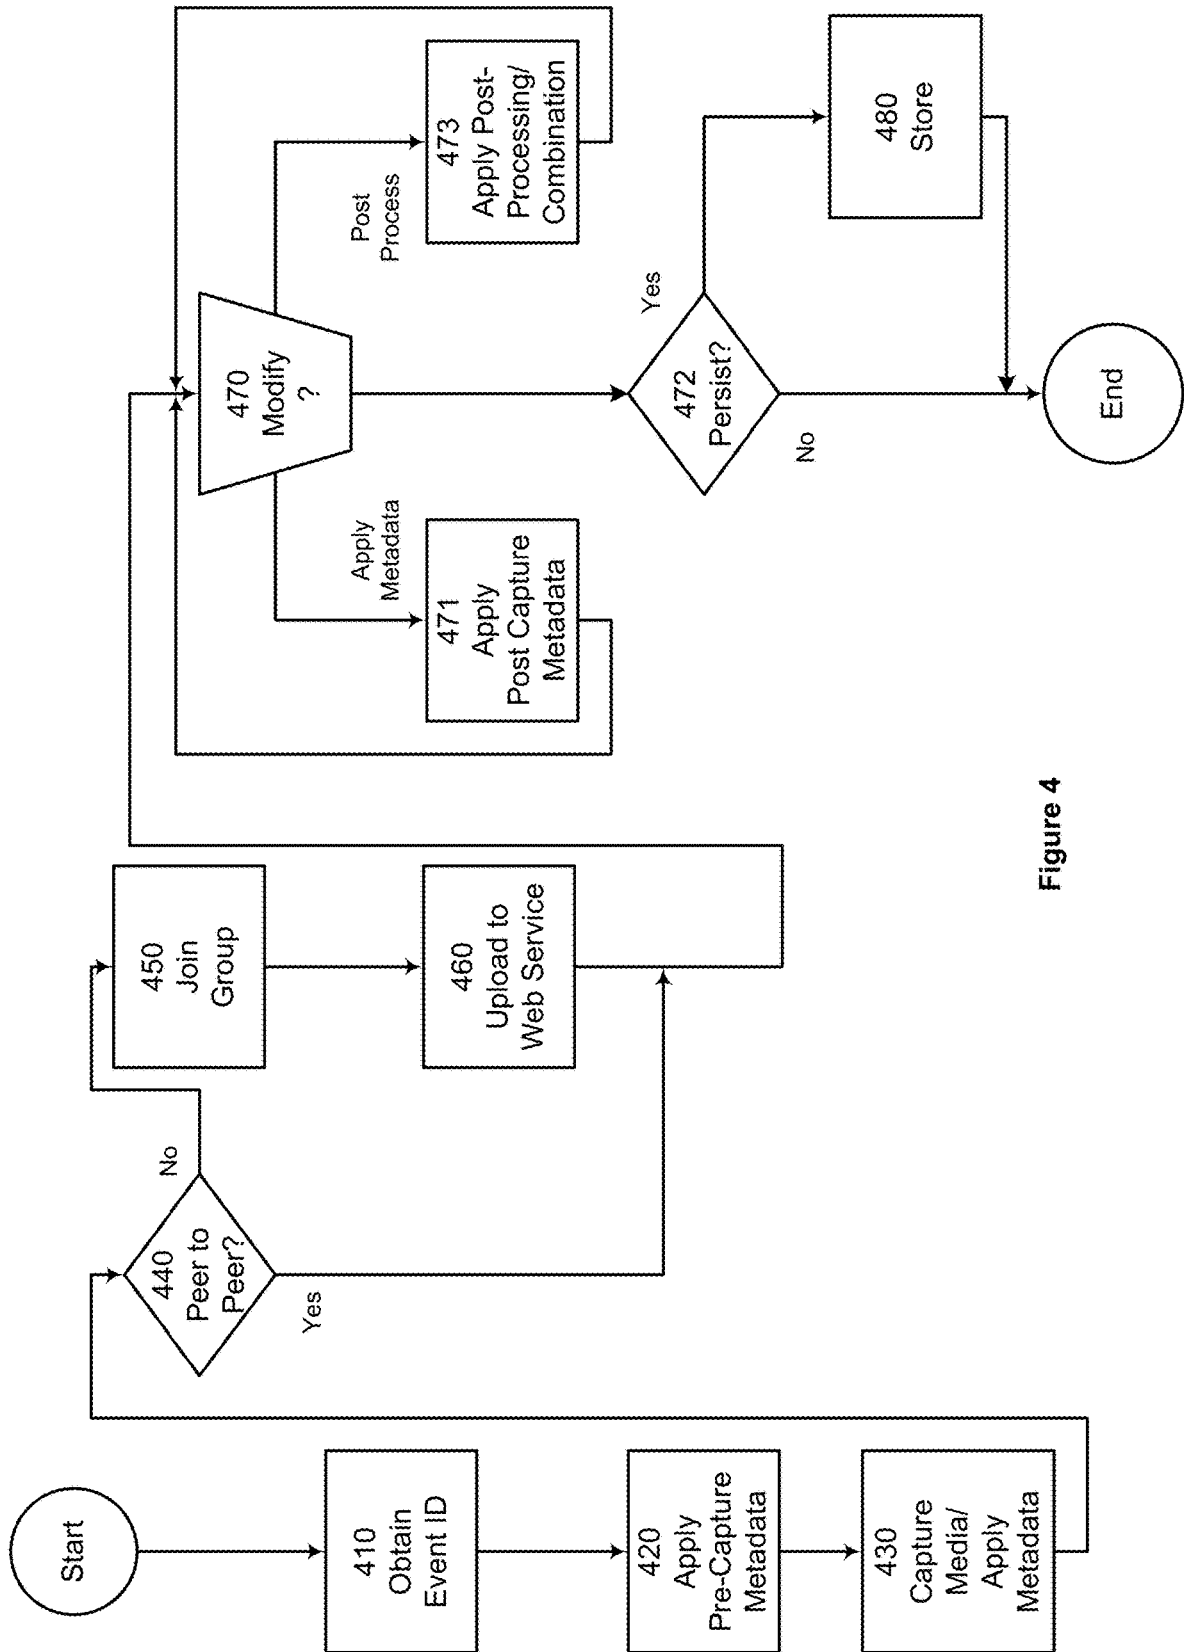 Start
410
Obtain
Event ID
420
Apply
Pre-Capture
Metadata
430
Capture
Media/
Apply
Metadata
440
Peer to
Peer?
No
Yes
450
Join
Group
460
Upload to
Web Service
470
Modify
?
Apply
Metadata
471
Apply
Post Capture
Metadata
Post
Process
473
Apply Post-
Processing/
Combination
472
Persist?
Yes
No
480
Store
End
Figure 4